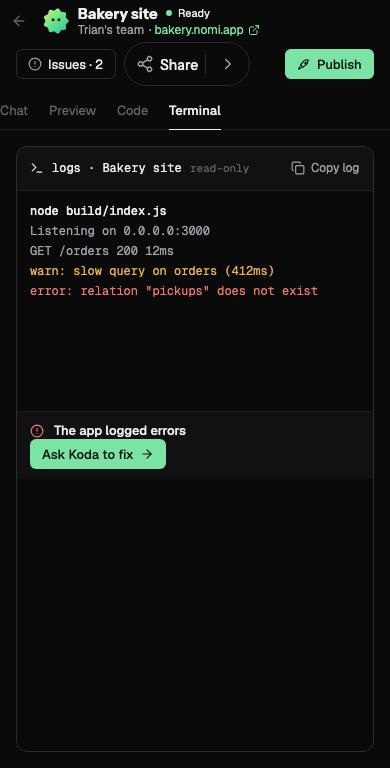 Bakery site Ready
Trian's team · bakery.nomi.app
Issues · 2 Share Publish
Chat Preview Code Terminal
logs · Bakery site read-only Copy log
node build/index.js
Listening on 0.0.0.0:3000
GET /orders 200 12ms
warn: slow query on orders (412ms)
error: relation "pickups" does not exist
The app logged errors
Ask Koda to fix